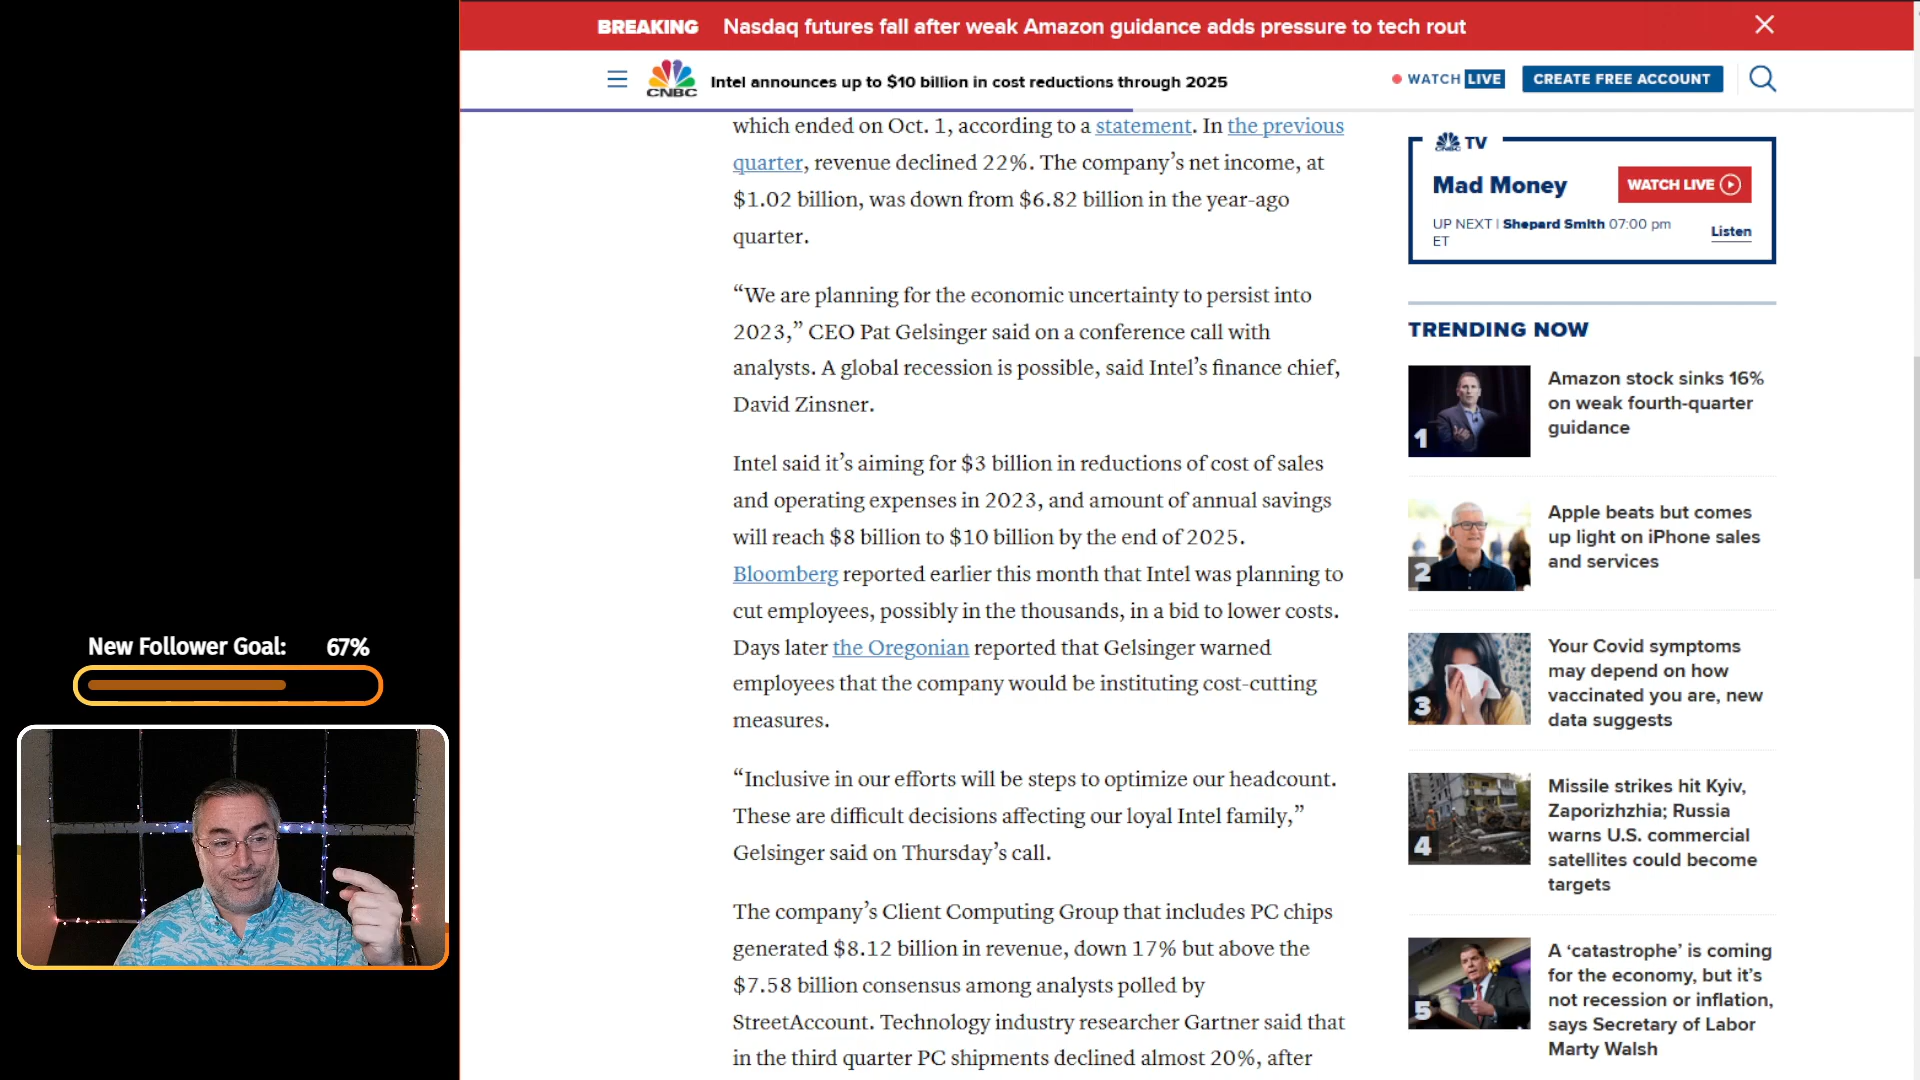 BREAKING Nasdaq futures fall after weak Amazon guidance adds pressure to tech rout
CNBC
Intel announces up to $10 billion in cost reductions through 2025
WATCH LIVE
CREATE FREE ACCOUNT
which ended on Oct. 1, according to a statement. In the previous
quarter, revenue declined 22%. The company’s net income, at
$1.02 billion, was down from $6.82 billion in the year-ago
quarter.
“We are planning for the economic uncertainty to persist into
2023,” CEO Pat Gelsinger said on a conference call with
analysts. A global recession is possible, said Intel’s finance chief,
David Zinsner.
Intel said it’s aiming for $3 billion in reductions of cost of sales
and operating expenses in 2023, and amount of annual savings
will reach $8 billion to $10 billion by the end of 2025.
Bloomberg reported earlier this month that Intel was planning to
cut employees, possibly in the thousands, in a bid to lower costs.
Days later the Oregonian reported that Gelsinger warned
employees that the company would be instituting cost-cutting
measures.
“Inclusive in our efforts will be steps to optimize our headcount.
These are difficult decisions affecting our loyal Intel family,”
Gelsinger said on Thursday’s call.
The company’s Client Computing Group that includes PC chips
generated $8.12 billion in revenue, down 17% but above the
$7.58 billion consensus among analysts polled by
StreetAccount. Technology industry researcher Gartner said that
in the third quarter PC shipments declined almost 20%, after
CNBC TV
Mad Money
WATCH LIVE
UP NEXT | Shepard Smith 07:00 pm
ET
Listen
TRENDING NOW
1
Amazon stock sinks 16%
on weak fourth-quarter
guidance
2
Apple beats but comes
up light on iPhone sales
and services
3
Your Covid symptoms
may depend on how
vaccinated you are, new
data suggests
4
Missile strikes hit Kyiv,
Zaporizhzhia; Russia
warns U.S. commercial
satellites could become
targets
5
A ‘catastrophe’ is coming
for the economy, but it’s
not recession or inflation,
says Secretary of Labor
Marty Walsh
New Follower Goal: 67%